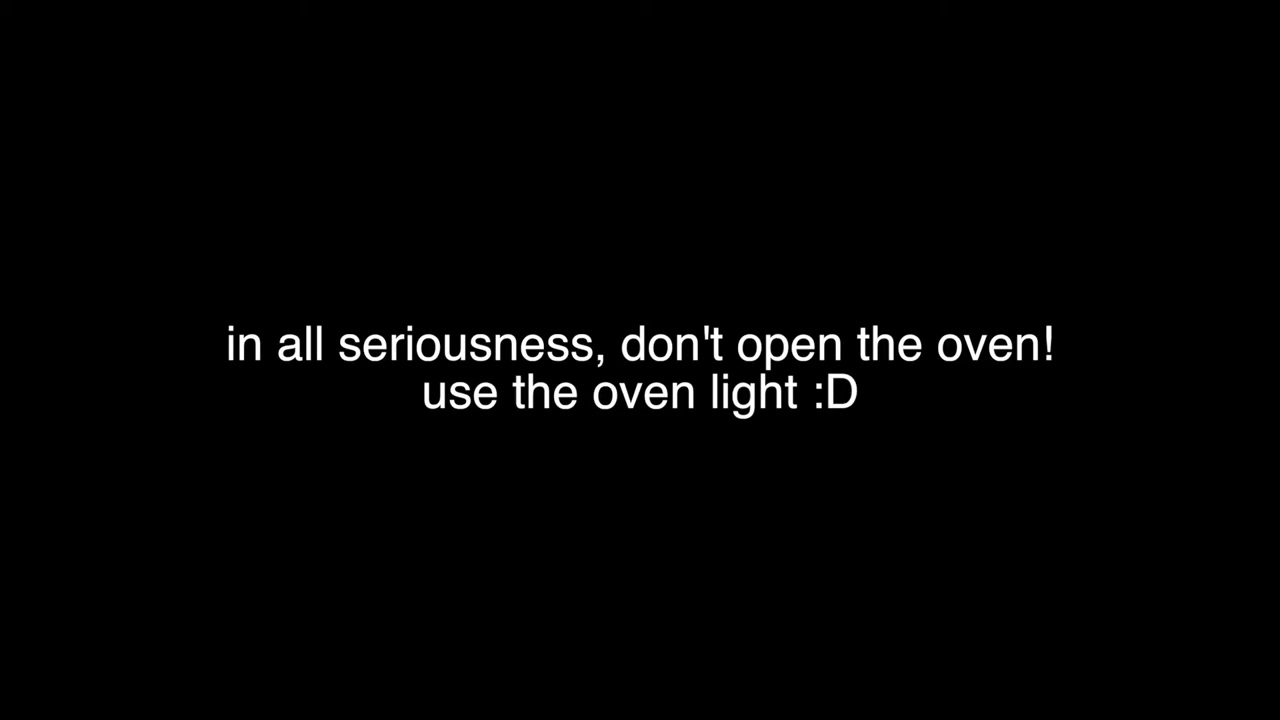 in all seriousness, don't open the oven!
use the oven light :D